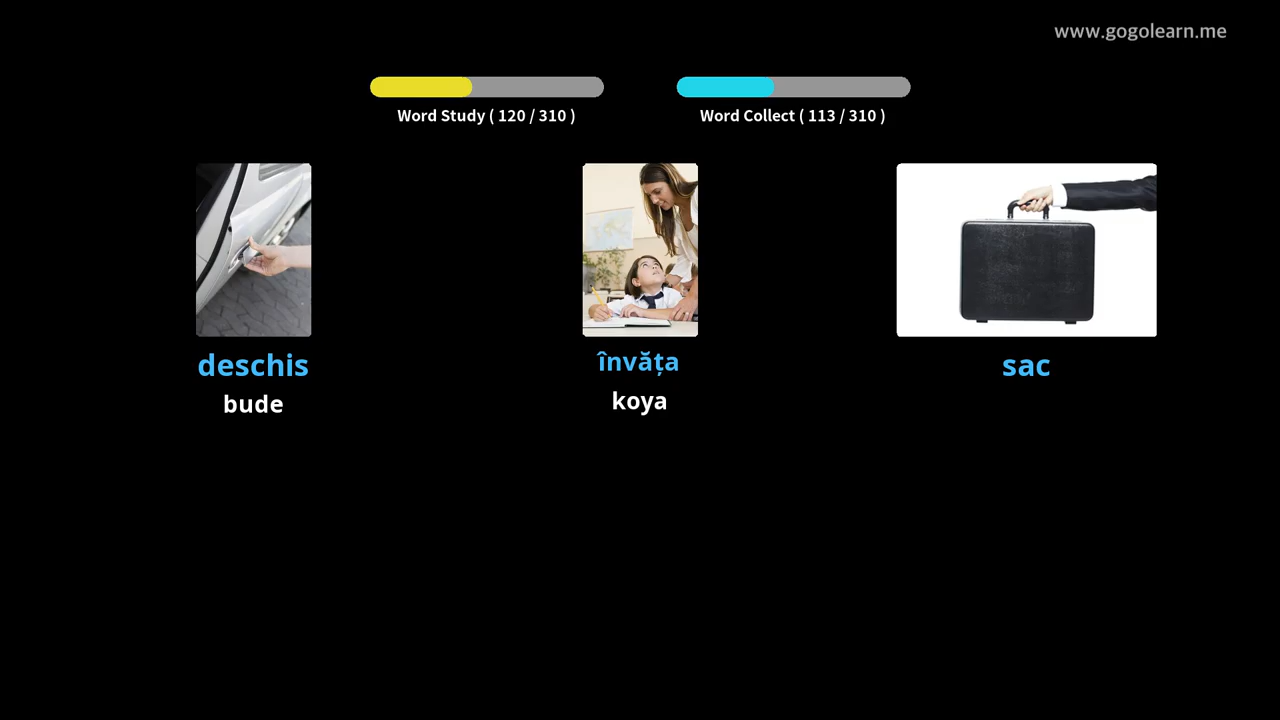 www.gogolearn.me
Word Study ( 120 / 310 )
Word Collect ( 113 / 310 )
deschis
bude
învăța
koya
sac